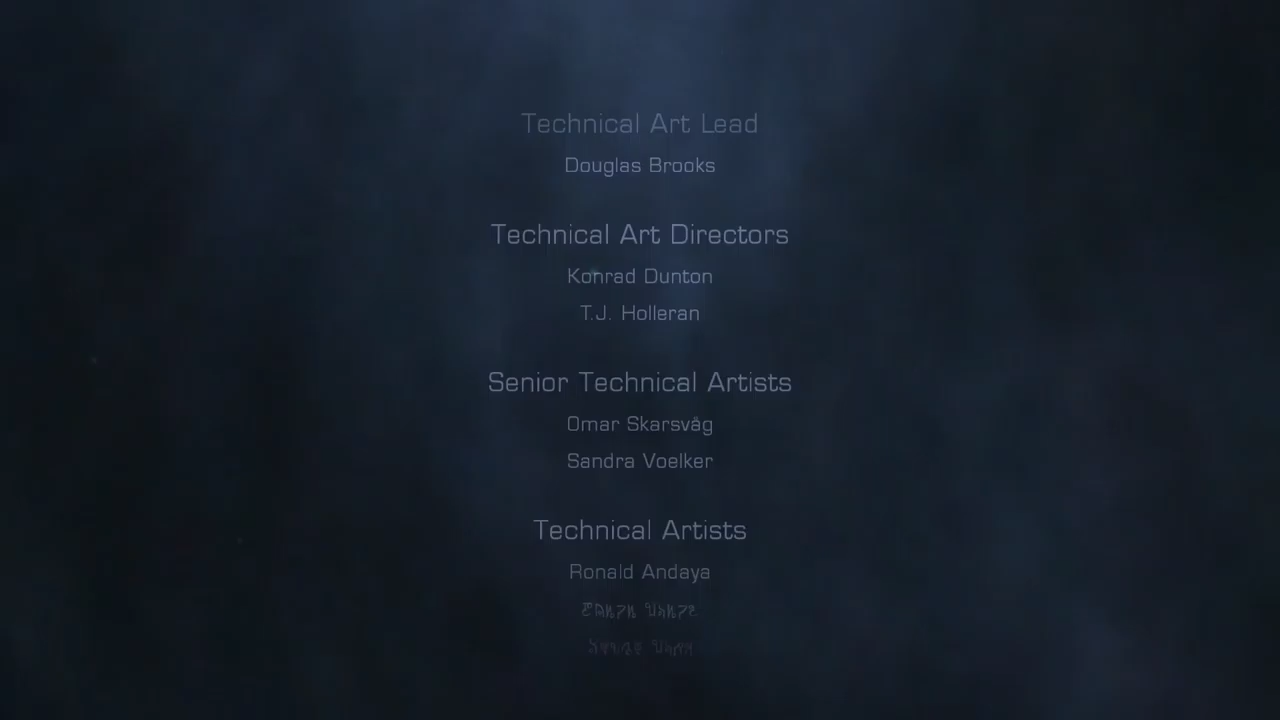 Technical Art Lead
Douglas Brooks
Technical Art Directors
Konrad Dunton
T.J. Holleran
Senior Technical Artists
Omar Skarsvåg
Sandra Voelker
Technical Artists
Ronald Andaya